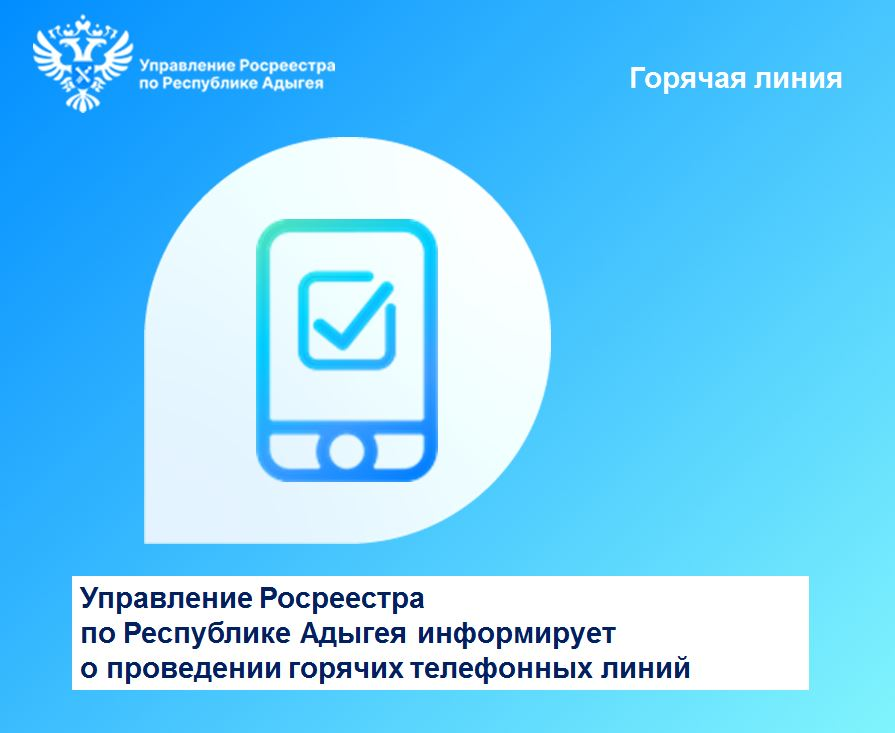 Управление Росреестра
по Республике Адыгея
Горячая линия
Управление Росреестра
по Республике Адыгея информирует
о проведении горячих телефонных линий